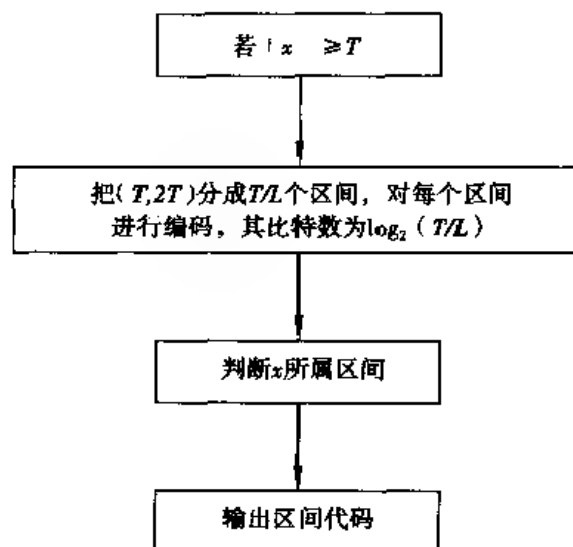 若 | x ≥T
把(T,2T)分成T/L个区间，对每个区间
进行编码，其比特数为log₂（T/L）
判断x所属区间
输出区间代码